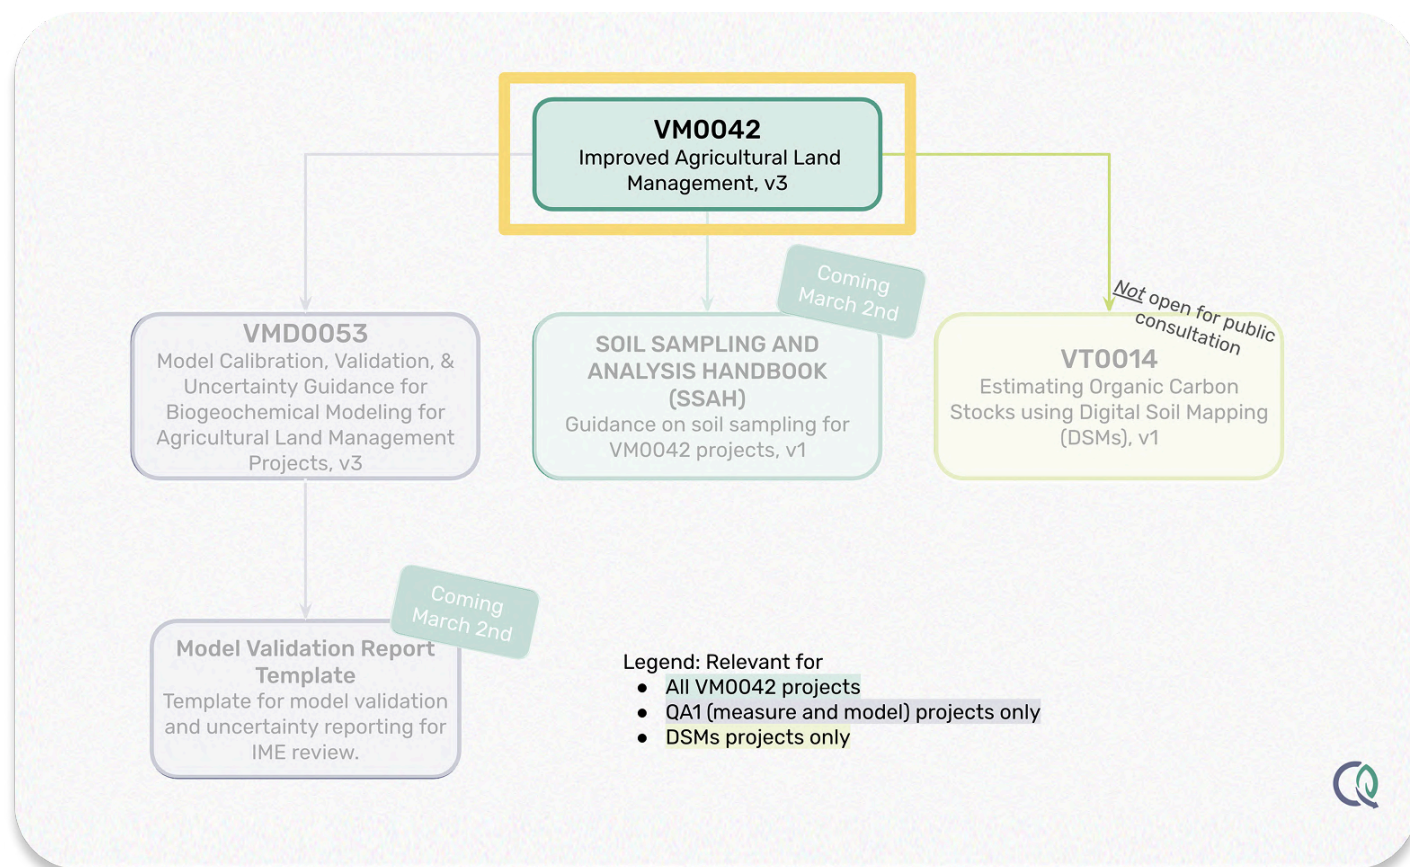 VM0042
Improved Agricultural Land
Management, v3
Coming
March 2nd
Not open for public
consultation
VMD0053
Model Calibration, Validation, &
Uncertainty Guidance for
Biogeochemical Modeling for
Agricultural Land Management
Projects, v3
SOIL SAMPLING AND
ANALYSIS HANDBOOK
(SSAH)
Guidance on soil sampling for
VM0042 projects, v1
VT0014
Estimating Organic Carbon
Stocks using Digital Soil Mapping
(DSMs), v1
Coming
March 2nd
Model Validation Report
Template
Template for model validation
and uncertainty reporting for
IME review.
Legend: Relevant for
● All VM0042 projects
● QA1 (measure and model) projects only
● DSMs projects only